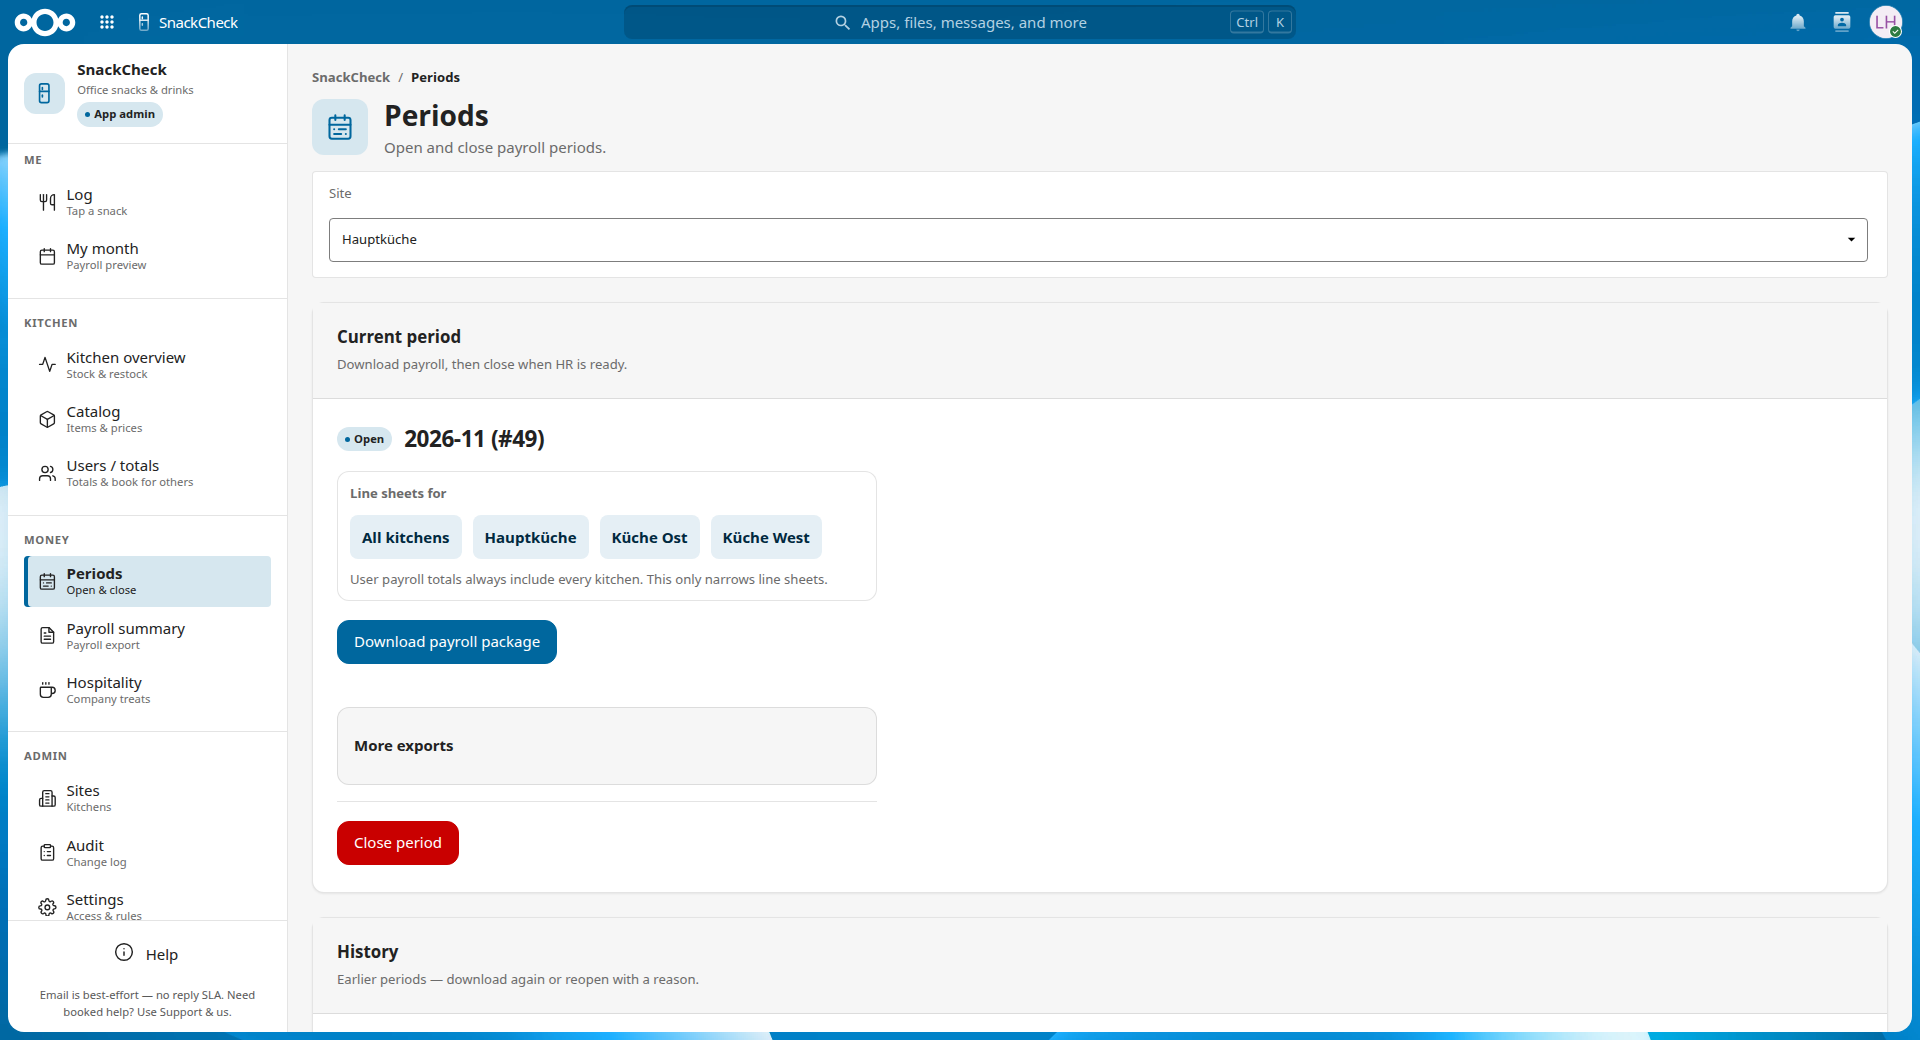 SnackCheck
Apps, files, messages, and more
Ctrl
K
LH
SnackCheck
Office snacks & drinks
App admin
ME
Log
Tap a snack
My month
Payroll preview
KITCHEN
Kitchen overview
Stock & restock
Catalog
Items & prices
Users / totals
Totals & book for others
MONEY
Periods
Open & close
Payroll summary
Payroll export
Hospitality
Company treats
ADMIN
Sites
Kitchens
Audit
Change log
Settings
Access & rules
Help
Email is best-effort — no reply SLA. Need
booked help? Use Support & us.
SnackCheck / Periods
Periods
Open and close payroll periods.
Site
Hauptküche
Current period
Download payroll, then close when HR is ready.
Open
2026-11 (#49)
Line sheets for
All kitchens
Hauptküche
Küche Ost
Küche West
User payroll totals always include every kitchen. This only narrows line sheets.
Download payroll package
More exports
Close period
History
Earlier periods — download again or reopen with a reason.